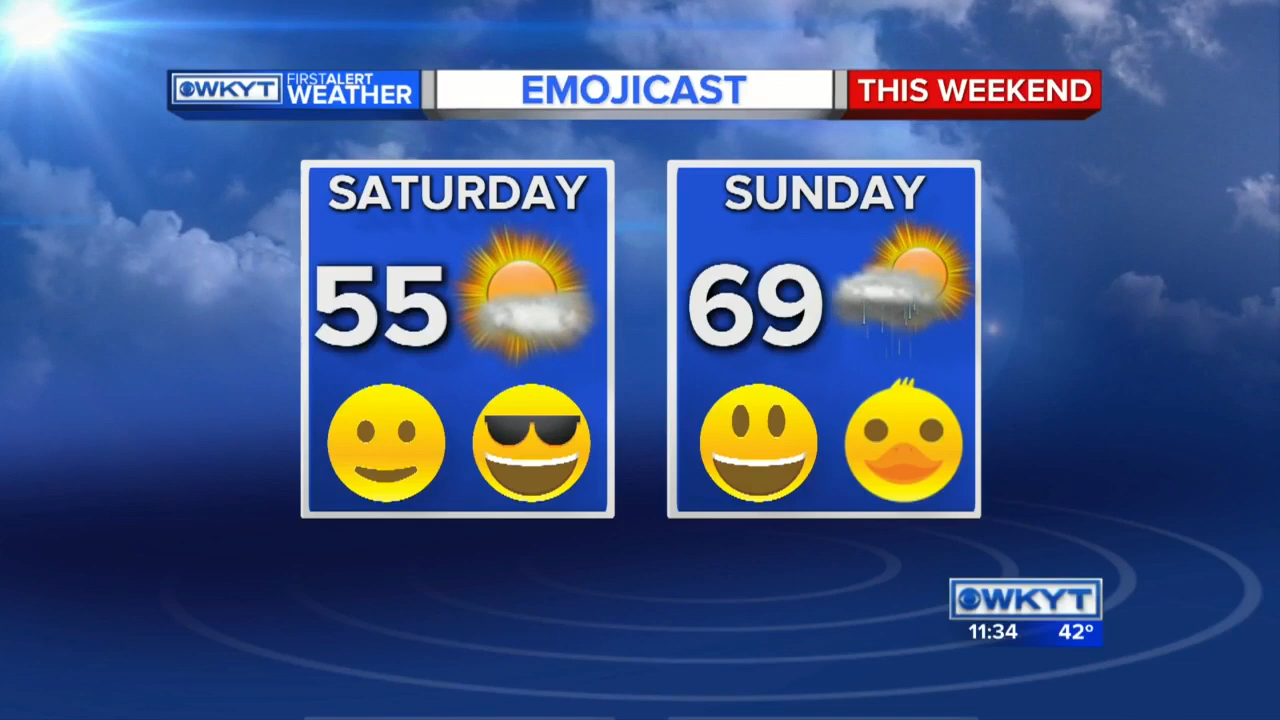 WKYT FIRST ALERT WEATHER
EMOJICAST
THIS WEEKEND
SATURDAY
55
SUNDAY
69
WKYT
11:34 42°